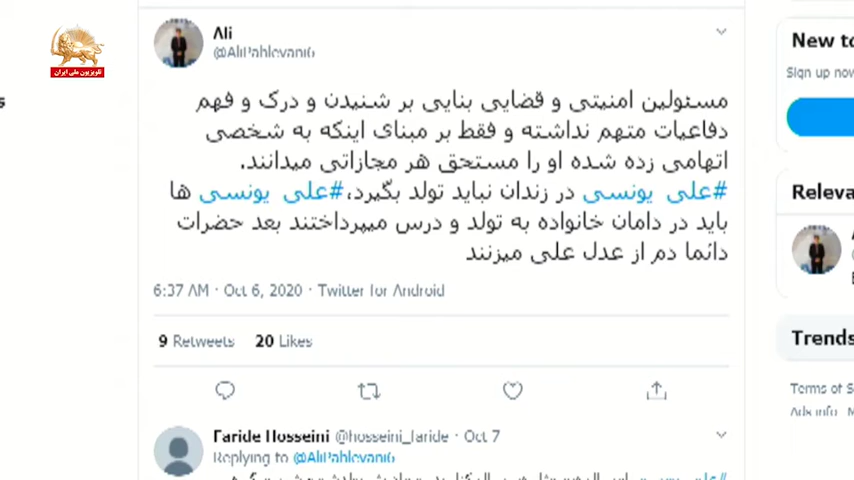 تلویزیون ملی ایران
Ali
@AliPahlevani6
مسئولین امنیتی و قضایی بنایی بر شنیدن و درک و فهم
دفاعیات متهم نداشته و فقط بر مبنای اینکه به شخصی
اتهامی زده شده او را مستحق هر مجازاتی میدانند.
#علی_یونسی در زندان نباید تولد بگیرد،#علی_یونسی ها
باید در دامان خانواده به تولد و درس میپرداختند بعد حضرات
دائما دم از عدل علی میزنند
6:37 AM · Oct 6, 2020 · Twitter for Android
9 Retweets 20 Likes
Faride Hosseini @hosseini_faride · Oct 7
Replying to @AliPahlevani6
New to
Sign up now
Releva
Trends
Terms of S
Ads info M